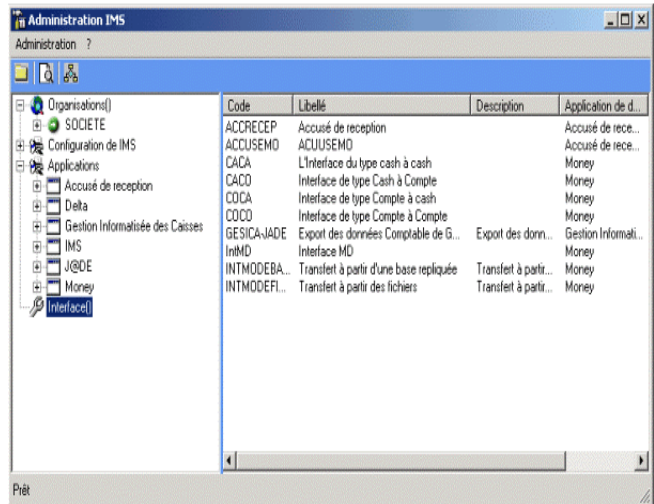 Administration IMS
Administration ?
Organisations()
SOCIETE
Configuration de IMS
Applications
Accusé de reception
Delta
Gestion Informatisée des Caisses
IMS
J@DE
Money
Interface()
Code Libellé Description Application de d...
ACCRECEP Accusé de reception Accusé de rece...
ACCUSEMO ACUUSEMO Accusé de rece...
CACA L'Interface du type cash à cash Money
CACO Interface de type Cash à Compte Money
COCA Interface de type Compte à cash Money
COCO Interface de type Compte à Compte Money
GESICA-JADE Export des données Comptable de G... Export des donn... Gestion Informati...
IntMD Interface MD Money
INTMODEBA... Transfert à partir d'une base repliquée Transfert à partir... Money
INTMODEFI... Transfert à partir des fichiers Transfert à partir... Money
Prêt